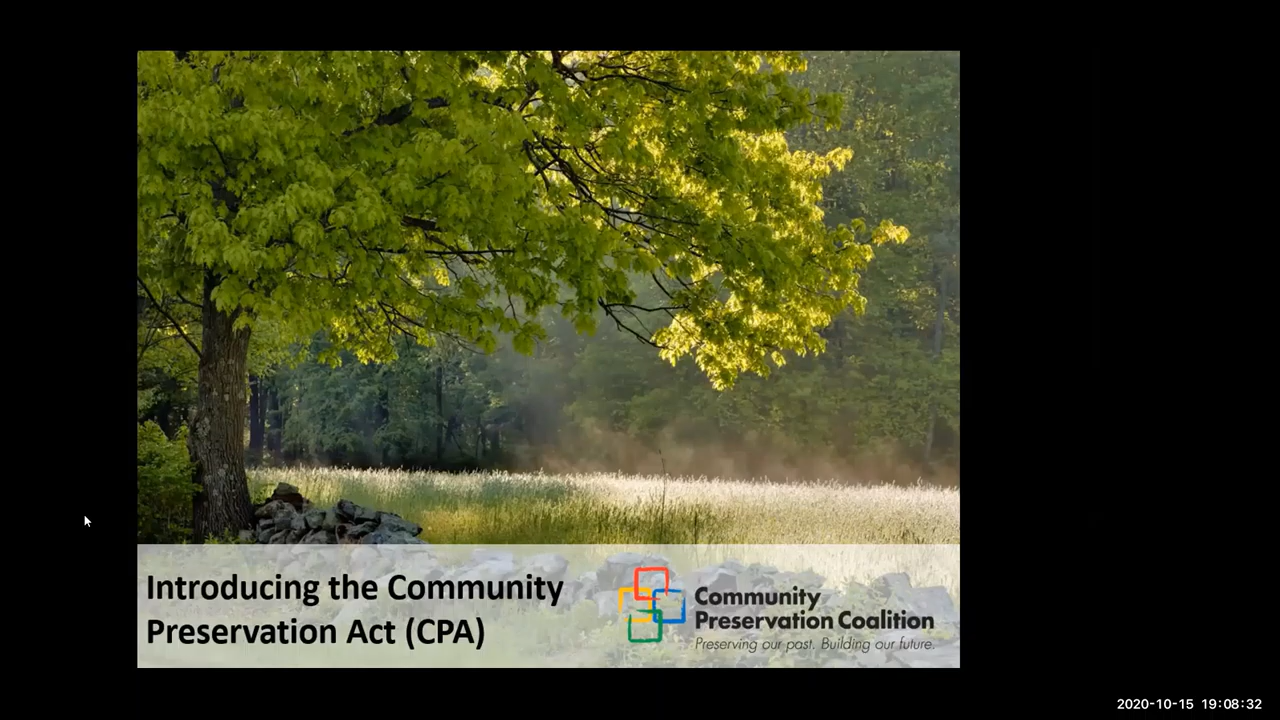 Introducing the Community
Preservation Act (CPA)
Community
Preservation Coalition
Preserving our past. Building our future.
2020-10-15 19:08:32